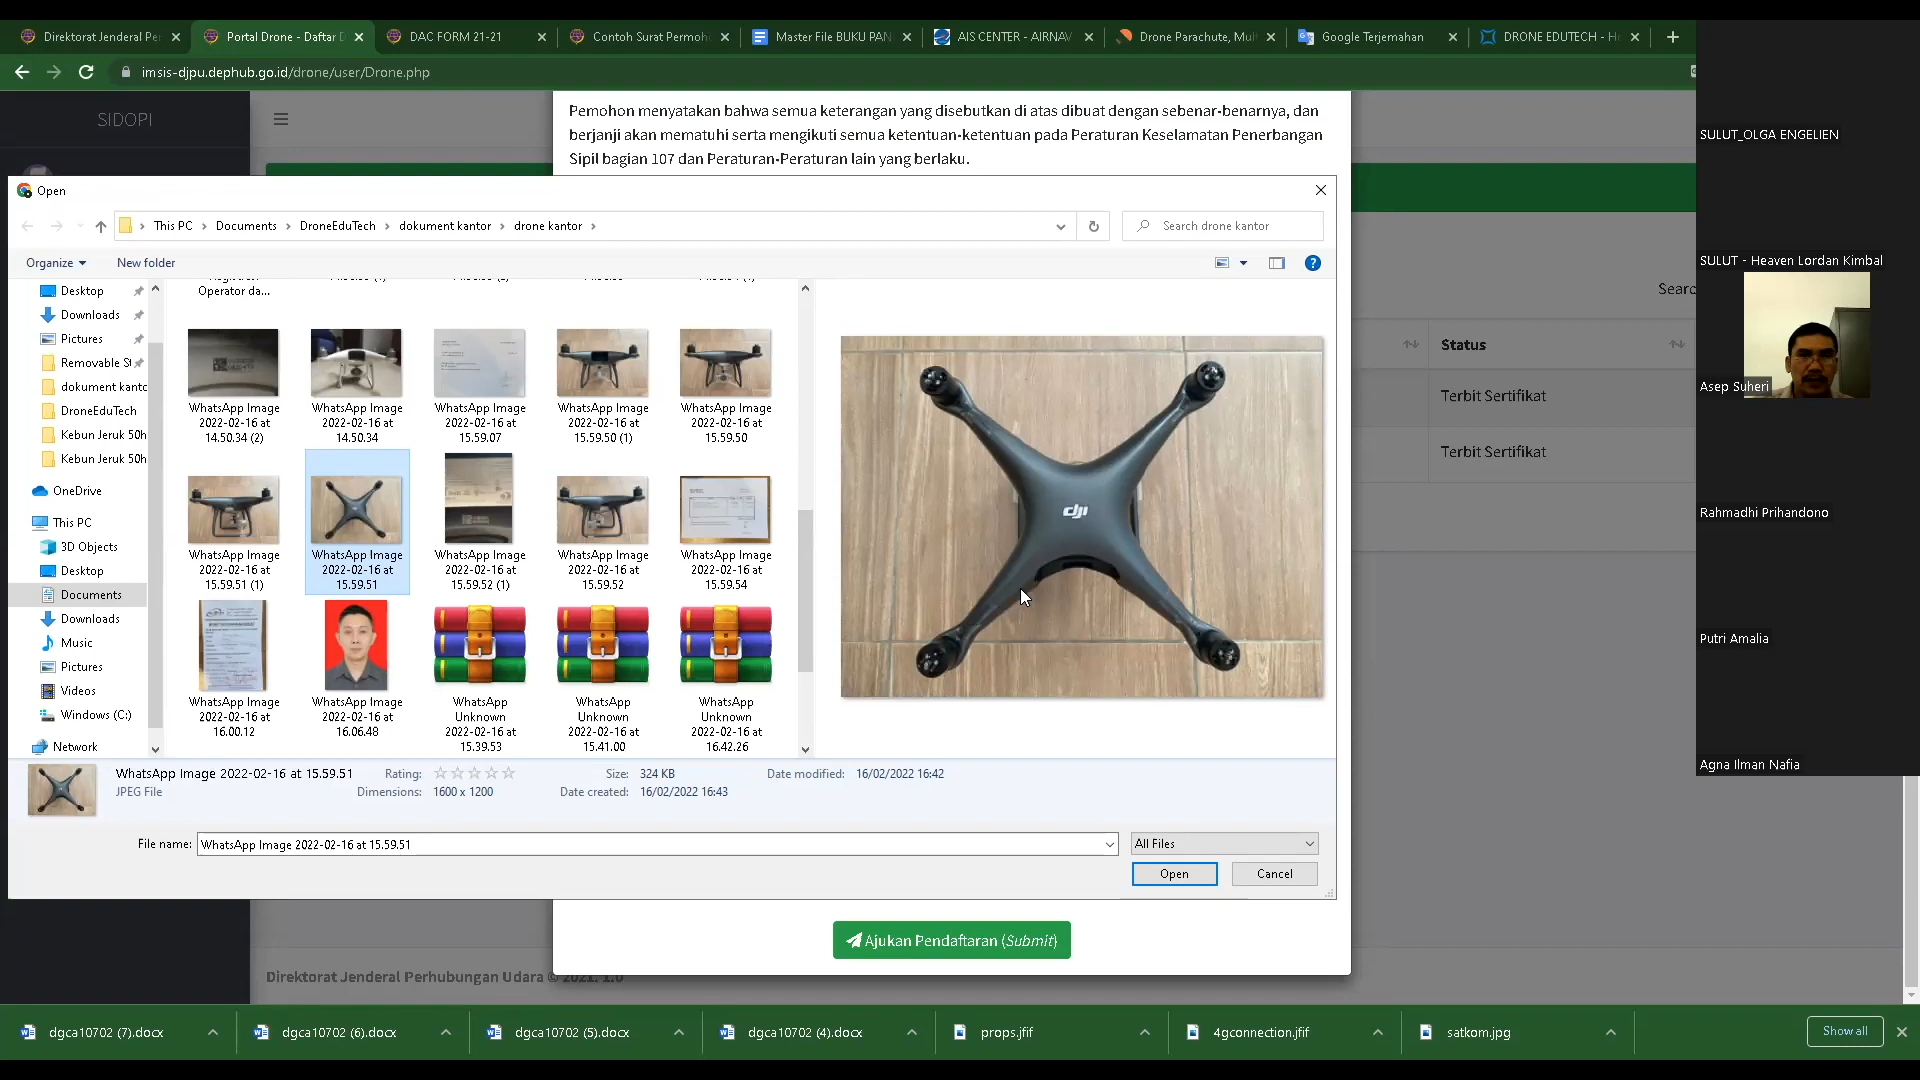 Direktorat Jenderal Per
Portal Drone - Daftar D
DAC FORM 21-21
Contoh Surat Permoh
Master File BUKU PAN
AIS CENTER - AIRNAV
Drone Parachute, Mul
Google Terjemahan
DRONE EDUTECH - H
imsis-djpu.dephub.go.id/drone/user/Drone.php
SIDOPI
Pemohon menyatakan bahwa semua keterangan yang disebutkan di atas dibuat dengan sebenar-benarnya, dan
berjanji akan mematuhi serta mengikuti semua ketentuan-ketentuan pada Peraturan Keselamatan Penerbangan
Sipil bagian 107 dan Peraturan-Peraturan lain yang berlaku.
SULUT_OLGA ENGELIEN
Open
This PC > Documents > DroneEduTech > dokument kantor > drone kantor >
Search drone kantor
Organize
New folder
SULUT - Heaven Lordan Kimbal
Searc
Status
Terbit Sertifikat
Terbit Sertifikat
Asep Suheri
Rahmadhi Prihandono
Putri Amalia
Agna Ilman Nafia
Desktop
Downloads
Pictures
Removable St
dokument kantc
DroneEduTech
Kebun Jeruk 50h
Kebun Jeruk 50h
OneDrive
This PC
3D Objects
Desktop
Documents
Downloads
Music
Pictures
Videos
Windows (C:)
Network
Operator da...
WhatsApp Image
2022-02-16 at
14.50.34 (2)
WhatsApp Image
2022-02-16 at
14.50.34
WhatsApp Image
2022-02-16 at
15.59.07
WhatsApp Image
2022-02-16 at
15.59.50 (1)
WhatsApp Image
2022-02-16 at
15.59.50
WhatsApp Image
2022-02-16 at
15.59.51 (1)
WhatsApp Image
2022-02-16 at
15.59.51
WhatsApp Image
2022-02-16 at
15.59.52 (1)
WhatsApp Image
2022-02-16 at
15.59.52
WhatsApp Image
2022-02-16 at
15.59.54
WhatsApp Image
2022-02-16 at
16.00.12
WhatsApp Image
2022-02-16 at
16.06.48
WhatsApp
Unknown
2022-02-16 at
15.39.53
WhatsApp
Unknown
2022-02-16 at
15.41.00
WhatsApp
Unknown
2022-02-16 at
16.42.26
dji
WhatsApp Image 2022-02-16 at 15.59.51
JPEG File
Rating:
Dimensions: 1600 x 1200
Size: 324 KB
Date created: 16/02/2022 16:43
Date modified: 16/02/2022 16:42
File name: WhatsApp Image 2022-02-16 at 15.59.51
All Files
Open
Cancel
Ajukan Pendaftaran (Submit)
Direktorat Jenderal Perhubungan Udara © 2021. 1.0
dgca10702 (7).docx
dgca10702 (6).docx
dgca10702 (5).docx
dgca10702 (4).docx
props.jfif
4gconnection.jfif
satkom.jpg
Show all